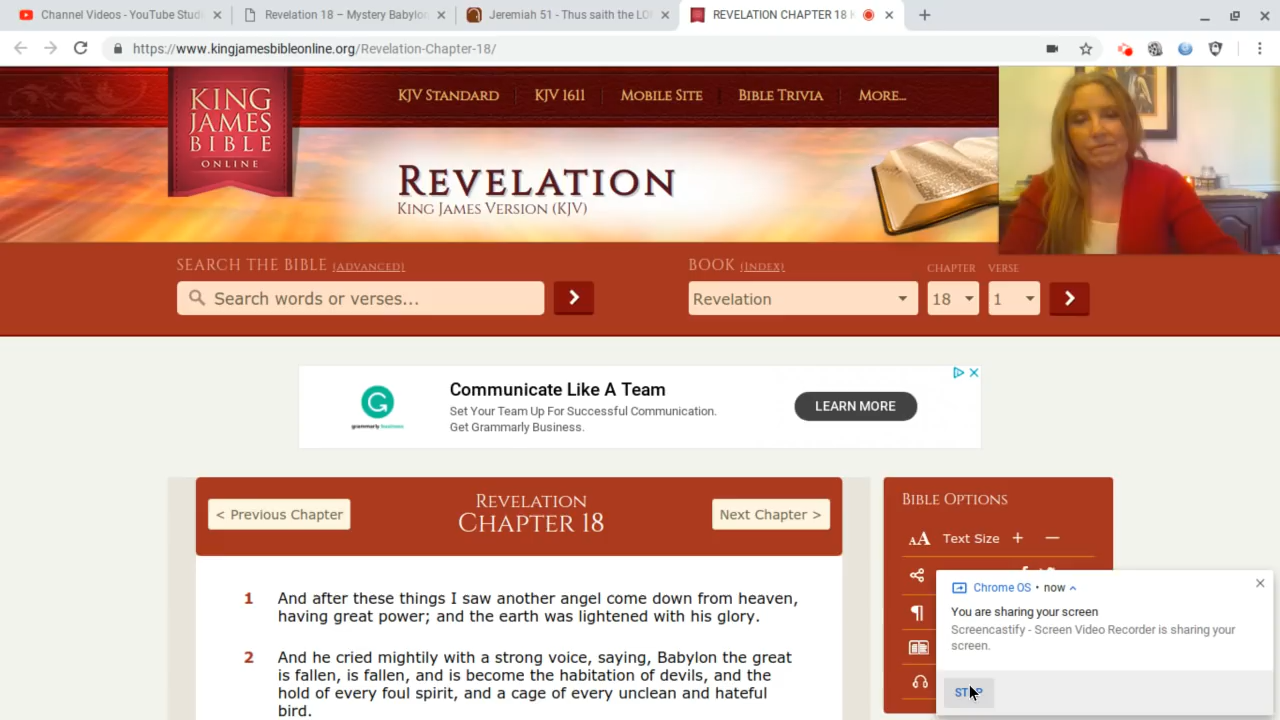 Channel Videos - YouTube Stud
Revelation 18 – Mystery Babylon
Jeremiah 51 - Thus saith the LO
REVELATION CHAPTER 18
https://www.kingjamesbibleonline.org/Revelation-Chapter-18/
KING
JAMES
BIBLE
ONLINE
KJV STANDARD
KJV 1611
MOBILE SITE
BIBLE TRIVIA
MORE...
REVELATION
KING JAMES VERSION (KJV)
SEARCH THE BIBLE (ADVANCED)
BOOK (INDEX)
CHAPTER
VERSE
Search words or verses...
Revelation
18
1
Communicate Like A Team
Set Your Team Up For Successful Communication.
Get Grammarly Business.
grammarly business
LEARN MORE
< Previous Chapter
REVELATION
CHAPTER 18
Next Chapter >
1 And after these things I saw another angel come down from heaven,
having great power; and the earth was lightened with his glory.
2 And he cried mightily with a strong voice, saying, Babylon the great
is fallen, is fallen, and is become the habitation of devils, and the
hold of every foul spirit, and a cage of every unclean and hateful
bird.
BIBLE OPTIONS
AA Text Size + −
Chrome OS • now
You are sharing your screen
Screencastify - Screen Video Recorder is sharing your
screen.
STOP